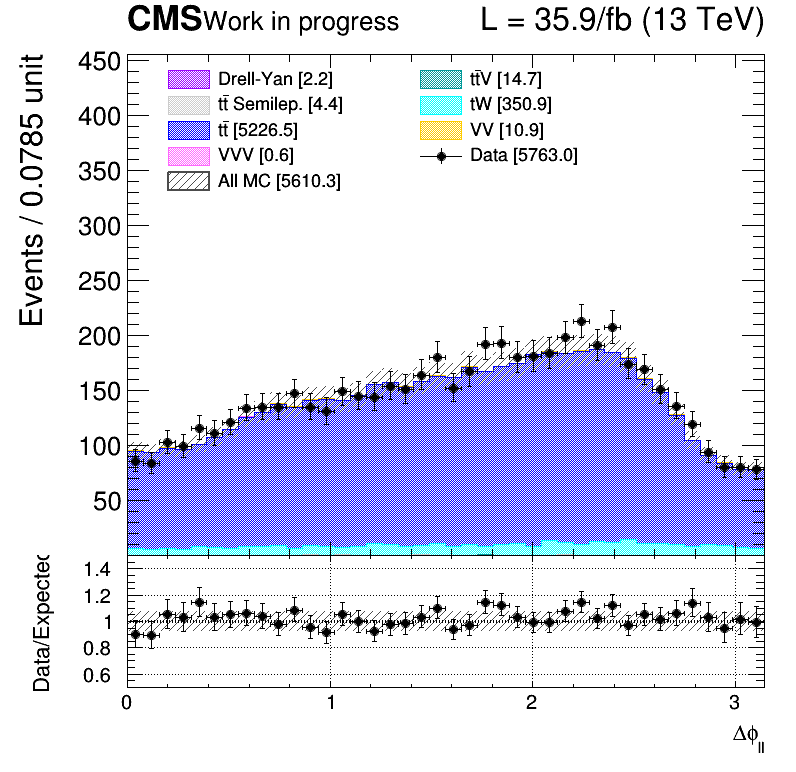 CMS Work in progress L = 35.9/fb (13 TeV)
Events / 0.0785 unit
450
400
350
300
250
200
150
100
50
Drell-Yan [2.2]
tt̄ Semilep. [4.4]
tt̄ [5226.5]
VVV [0.6]
All MC [5610.3]
tt̄V [14.7]
tW [350.9]
VV [10.9]
Data [5763.0]
Data/Expected
1.4
1.2
1
0.8
0.6
0 1 2 3
Δϕ_ll